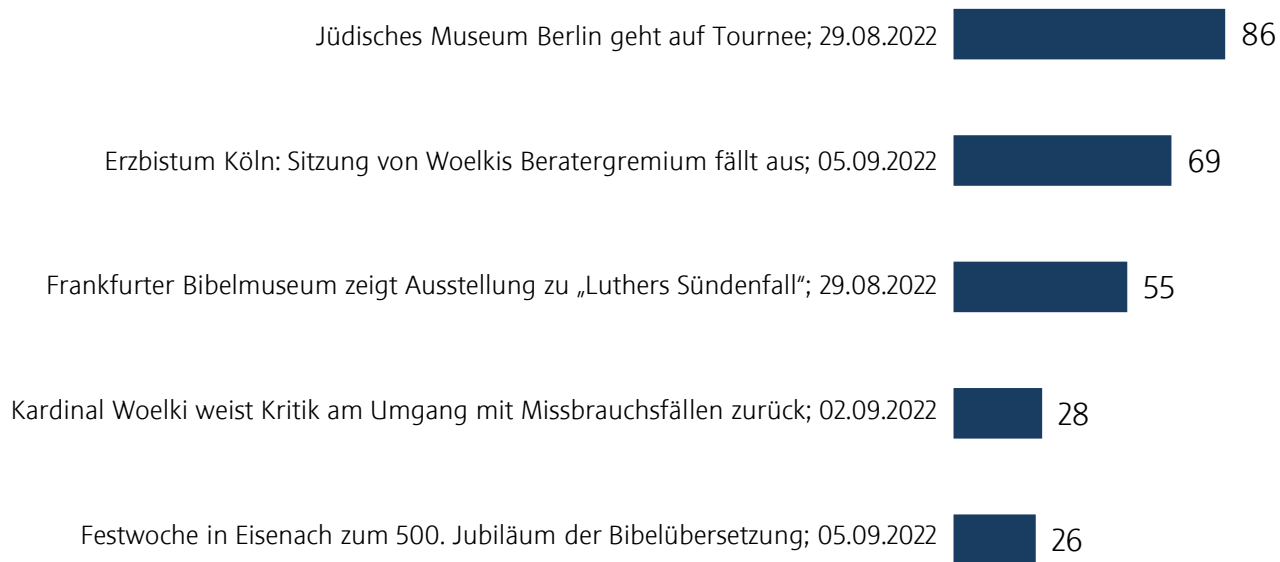 Jüdisches Museum Berlin geht auf Tournee; 29.08.2022 86
Erzbistum Köln: Sitzung von Woelkis Beratergremium fällt aus; 05.09.2022 69
Frankfurter Bibelmuseum zeigt Ausstellung zu „Luthers Sündenfall“; 29.08.2022 55
Kardinal Woelki weist Kritik am Umgang mit Missbrauchsfällen zurück; 02.09.2022 28
Festwoche in Eisenach zum 500. Jubiläum der Bibelübersetzung; 05.09.2022 26